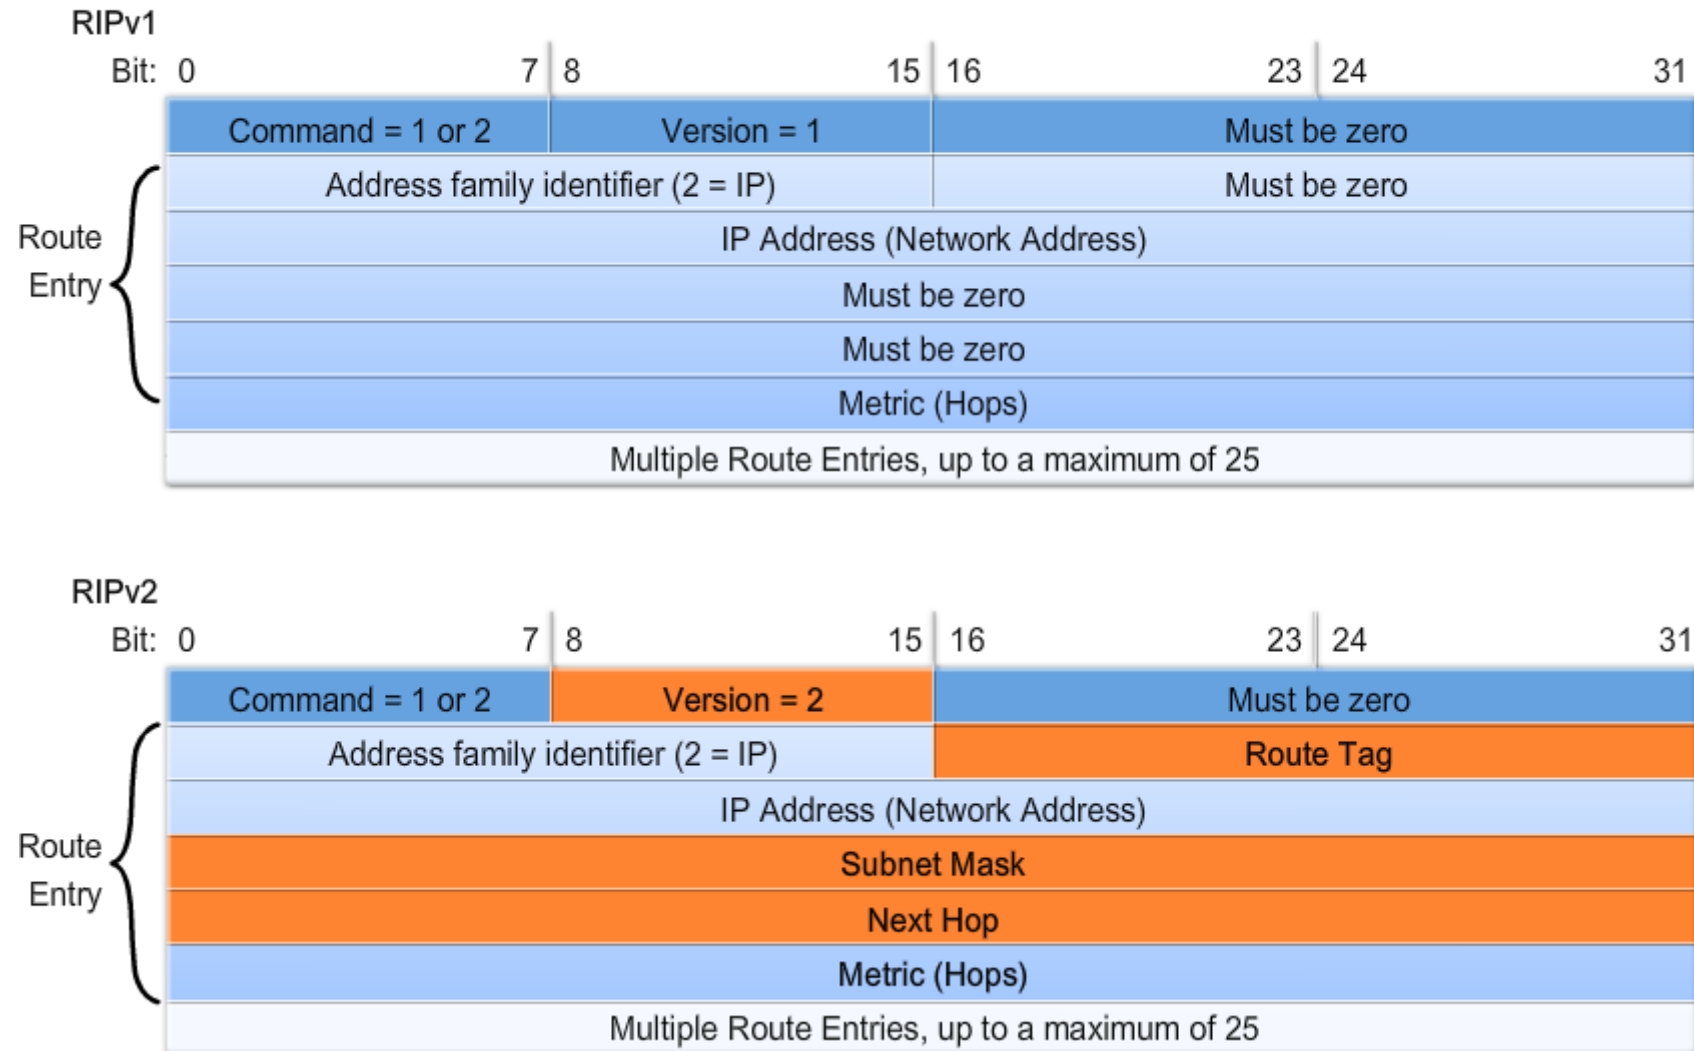 RIPv1
Bit: 0 7 8 15 16 23 24 31
Command = 1 or 2 Version = 1 Must be zero
Address family identifier (2 = IP) Must be zero
Route
Entry
IP Address (Network Address)
Must be zero
Must be zero
Metric (Hops)
Multiple Route Entries, up to a maximum of 25
RIPv2
Bit: 0 7 8 15 16 23 24 31
Command = 1 or 2 Version = 2 Must be zero
Address family identifier (2 = IP) Route Tag
IP Address (Network Address)
Route
Entry
Subnet Mask
Next Hop
Metric (Hops)
Multiple Route Entries, up to a maximum of 25